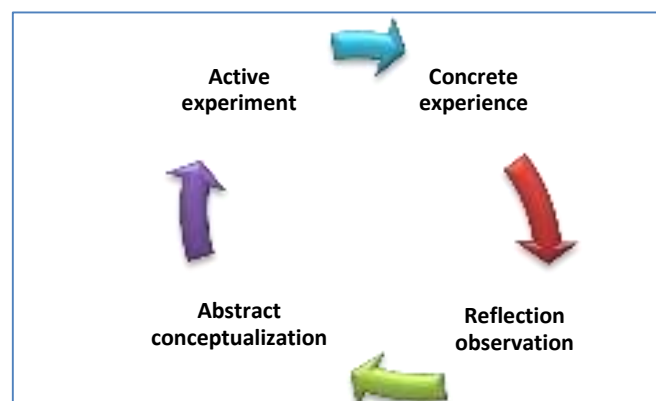 Active
experiment
Concrete
experience
Abstract
conceptualization
Reflection
observation